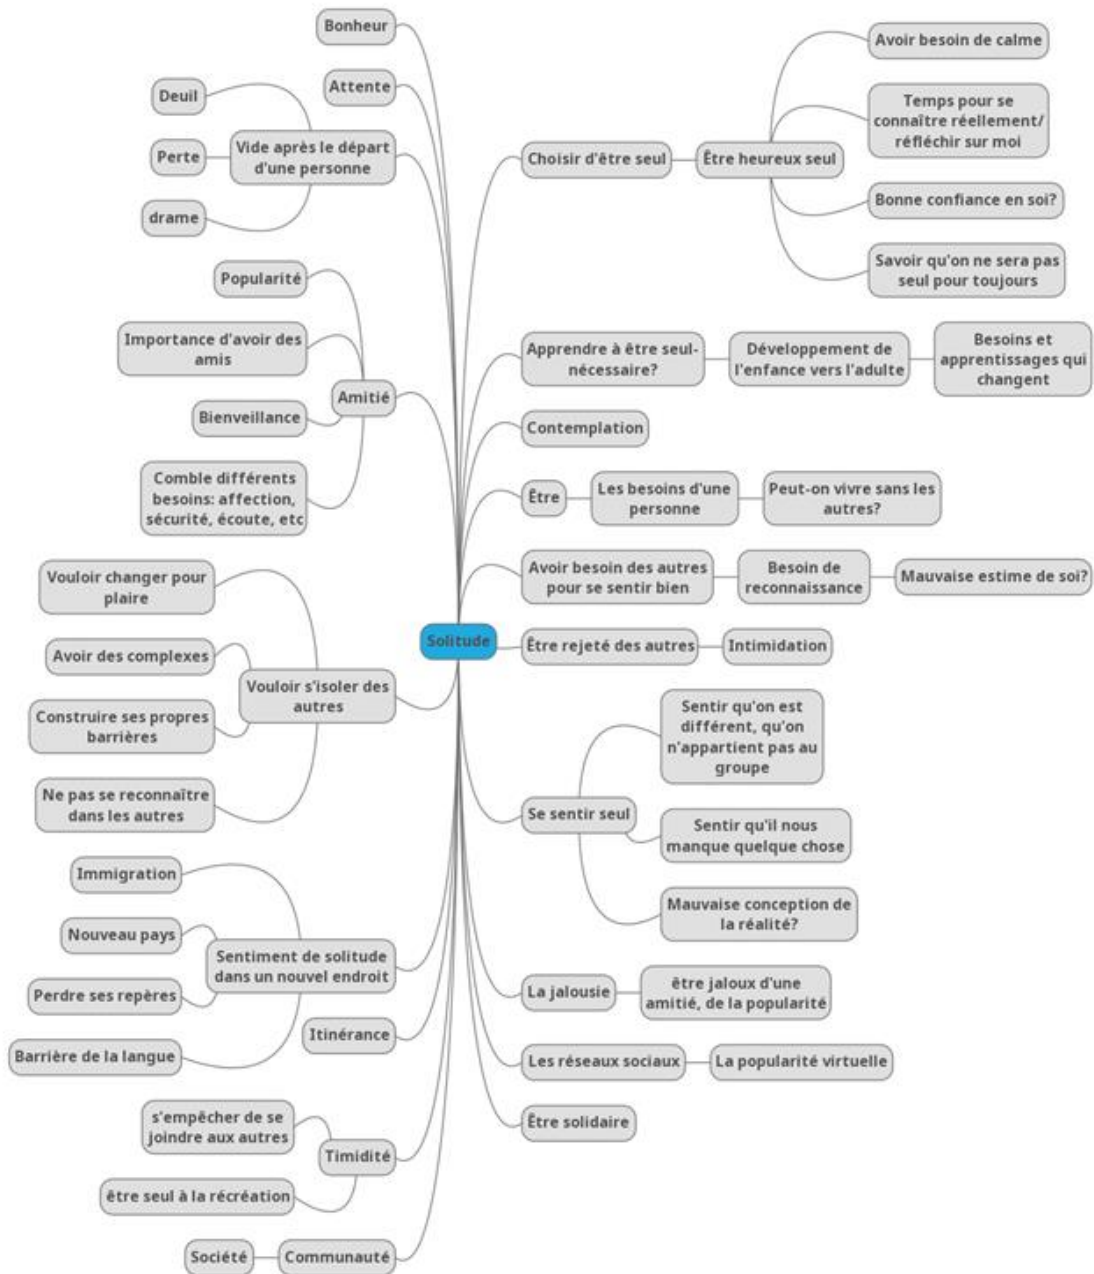 Bonheur
Attente
Deuil
Perte
drame
Vide après le départ
d'une personne
Popularité
Importance d'avoir des
amis
Bienveillance
Comble différents
besoins: affection,
sécurité, écoute, etc
Amitié
Vouloir changer pour
plaire
Avoir des complexes
Construire ses propres
barrières
Ne pas se reconnaître
dans les autres
Vouloir s'isoler des
autres
Immigration
Nouveau pays
Perdre ses repères
Barrière de la langue
Sentiment de solitude
dans un nouvel endroit
Itinérance
s'empêcher de se
joindre aux autres
être seul à la récréation
Timidité
Société
Communauté
Solitude
Choisir d'être seul
Être heureux seul
Avoir besoin de calme
Temps pour se
connaître réellement/
réfléchir sur moi
Bonne confiance en soi?
Savoir qu'on ne sera pas
seul pour toujours
Apprendre à être seul-
nécessaire?
Développement de
l'enfance vers l'adulte
Besoins et
apprentissages qui
changent
Contemplation
Être
Les besoins d'une
personne
Peut-on vivre sans les
autres?
Avoir besoin des autres
pour se sentir bien
Besoin de
reconnaissance
Mauvaise estime de soi?
Être rejeté des autres
Intimidation
Se sentir seul
Sentir qu'on est
différent, qu'on
n'appartient pas au
groupe
Sentir qu'il nous
manque quelque chose
Mauvaise conception de
la réalité?
La jalousie
être jaloux d'une
amitié, de la popularité
Les réseaux sociaux
La popularité virtuelle
Être solidaire